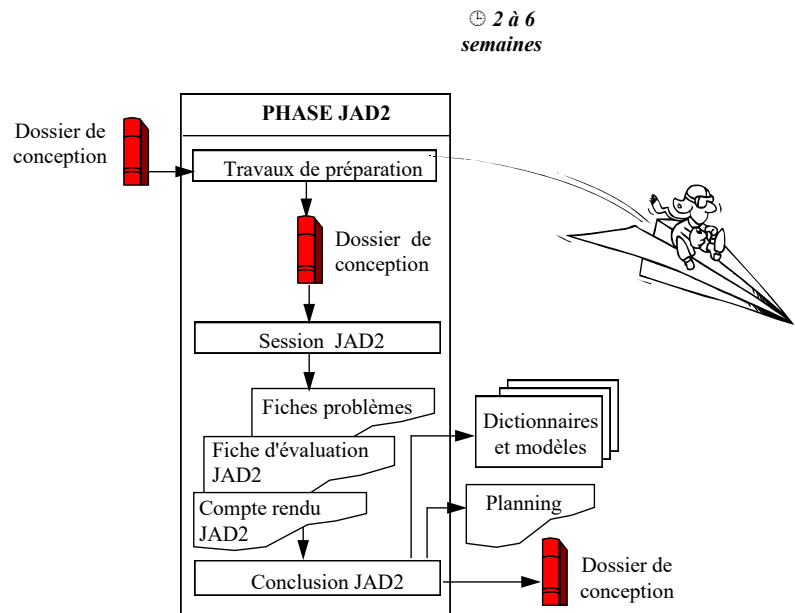 🕒 2 à 6
semaines
PHASE JAD2
Dossier de
conception
Travaux de préparation
Dossier de
conception
Session JAD2
Fiches problèmes
Dictionnaires
et modèles
Fiche d'évaluation
JAD2
Compte rendu
JAD2
Planning
Conclusion JAD2
Dossier de
conception